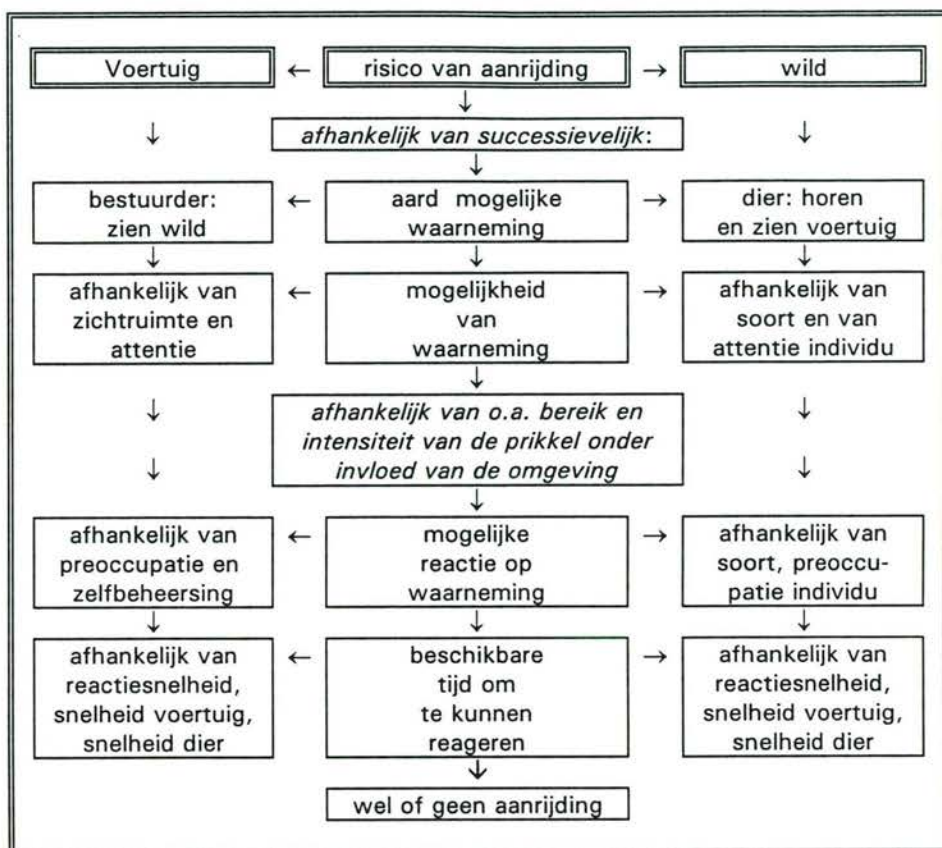 Voertuig ← risico van aanrijding → wild
↓ ↓ ↓
afhankelijk van successievelijk:
↓
bestuurder:
zien wild
← aard mogelijke
waarneming
→ dier: horen
en zien voertuig
↓ ↓ ↓
afhankelijk van
zichtruimte en
attentie
← mogelijkheid
van
waarneming
→ afhankelijk van
soort en van
attentie individu
↓ ↓ ↓
afhankelijk van o.a. bereik en
intensiteit van de prikkel onder
invloed van de omgeving
↓ ↓ ↓
afhankelijk van
preoccupatie en
zelfbeheersing
← mogelijke
reactie op
waarneming
→ afhankelijk van
soort, preoccu-
patie individu
↓ ↓ ↓
afhankelijk van
reactiesnelheid,
snelheid voertuig,
snelheid dier
← beschikbare
tijd om
te kunnen
reageren
→ afhankelijk van
reactiesnelheid,
snelheid voertuig,
snelheid dier
↓
wel of geen aanrijding